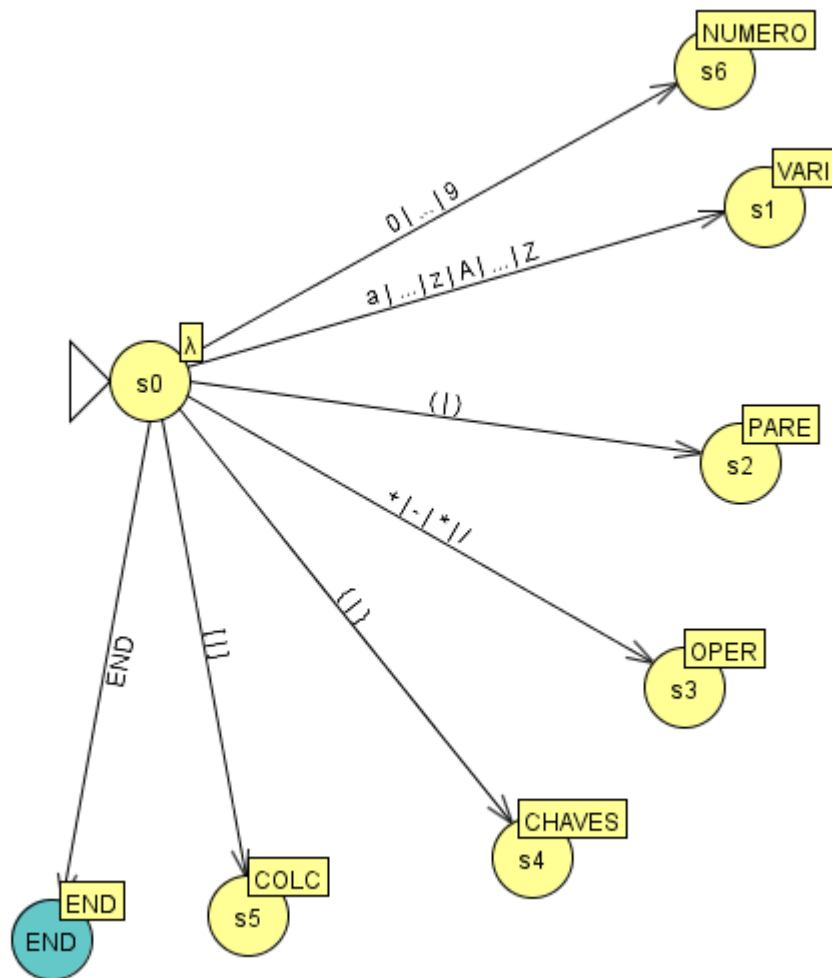 NUMERO
s6
0|...|9
VARI
s1
a|...|z|A|...|Z
λ
s0
(|)
PARE
s2
+|-|*|/
OPER
s3
{|}
CHAVES
s4
[|]
COLC
s5
END
END
END